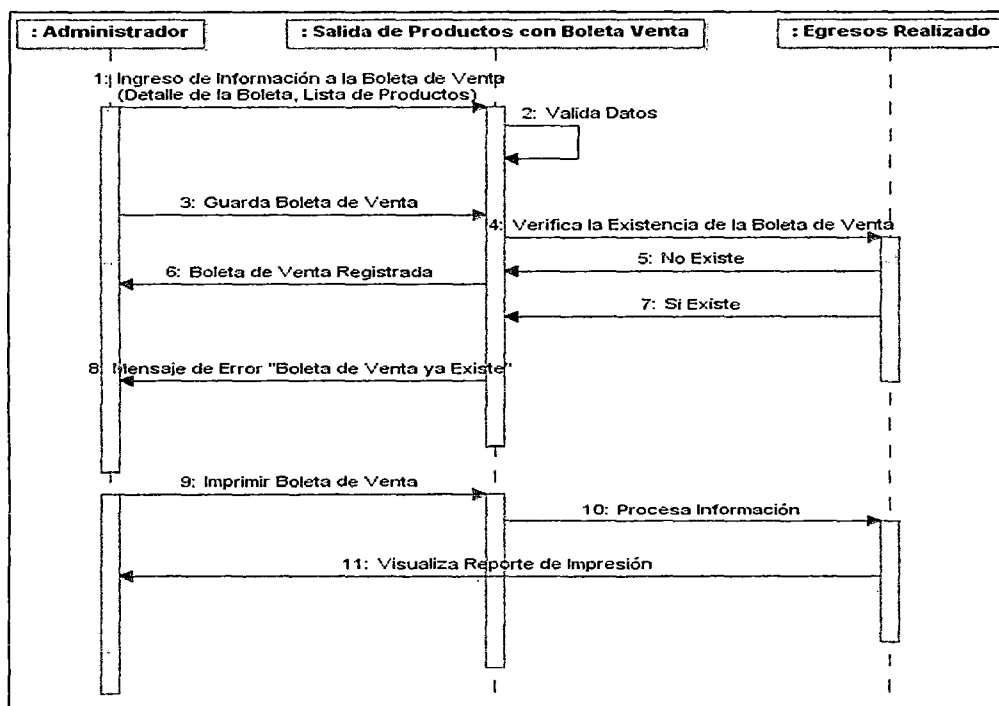 : Administrador
: Salida de Productos con Boleta Venta
: Egresos Realizado
1: Ingreso de Información a la Boleta de Venta
(Detalle de la Boleta, Lista de Productos)
2: Valida Datos
3: Guarda Boleta de Venta
4: Verifica la Existencia de la Boleta de Venta
5: No Existe
6: Boleta de Venta Registrada
7: Si Existe
8: Mensaje de Error "Boleta de Venta ya Existe"
9: Imprimir Boleta de Venta
10: Procesa Información
11: Visualiza Reporte de Impresión